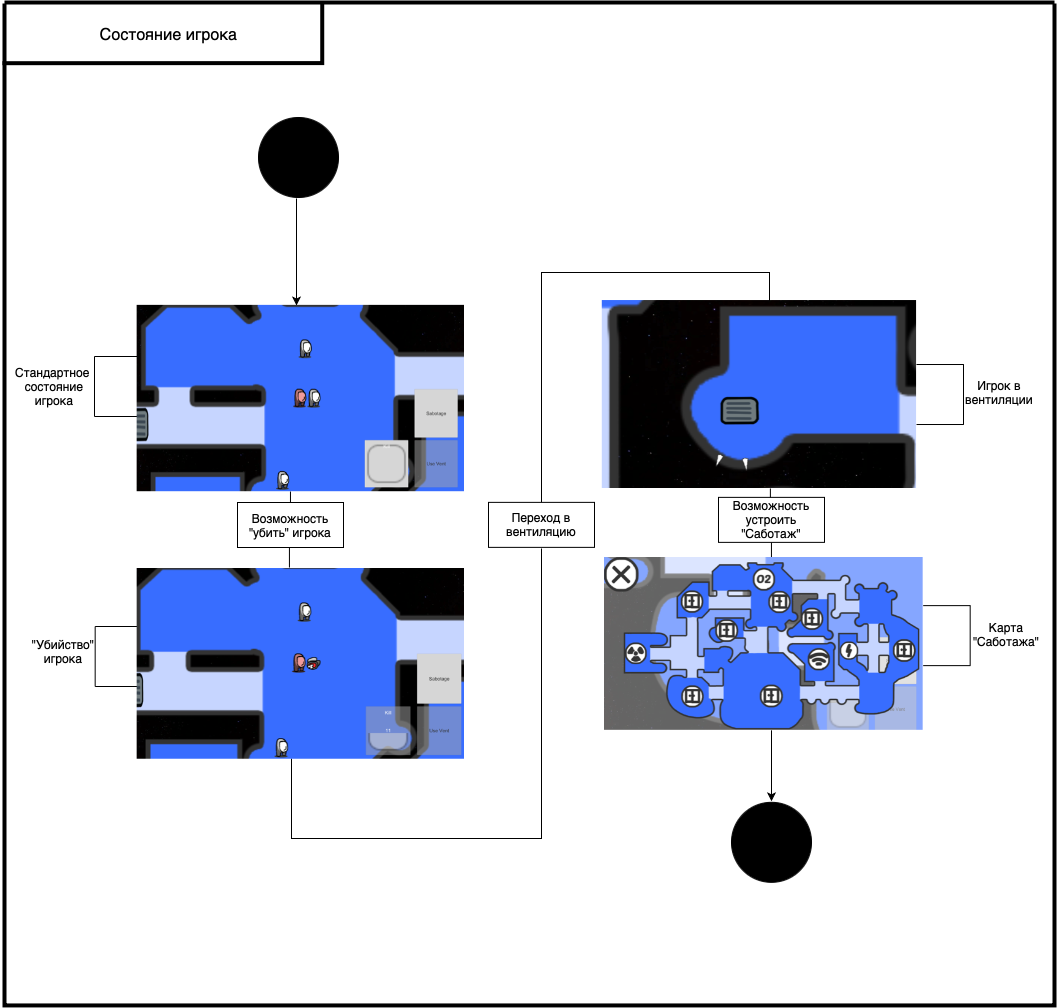 Состояние игрока
Стандартное
состояние
игрока
Sabotage
Use Vent
Возможность
"убить" игрока
"Убийство"
игрока
Sabotage
Kill
11
Use Vent
Переход в
вентиляцию
Игрок в
вентиляции
Возможность
устроить
"Саботаж"
O2
Карта
"Саботажа"